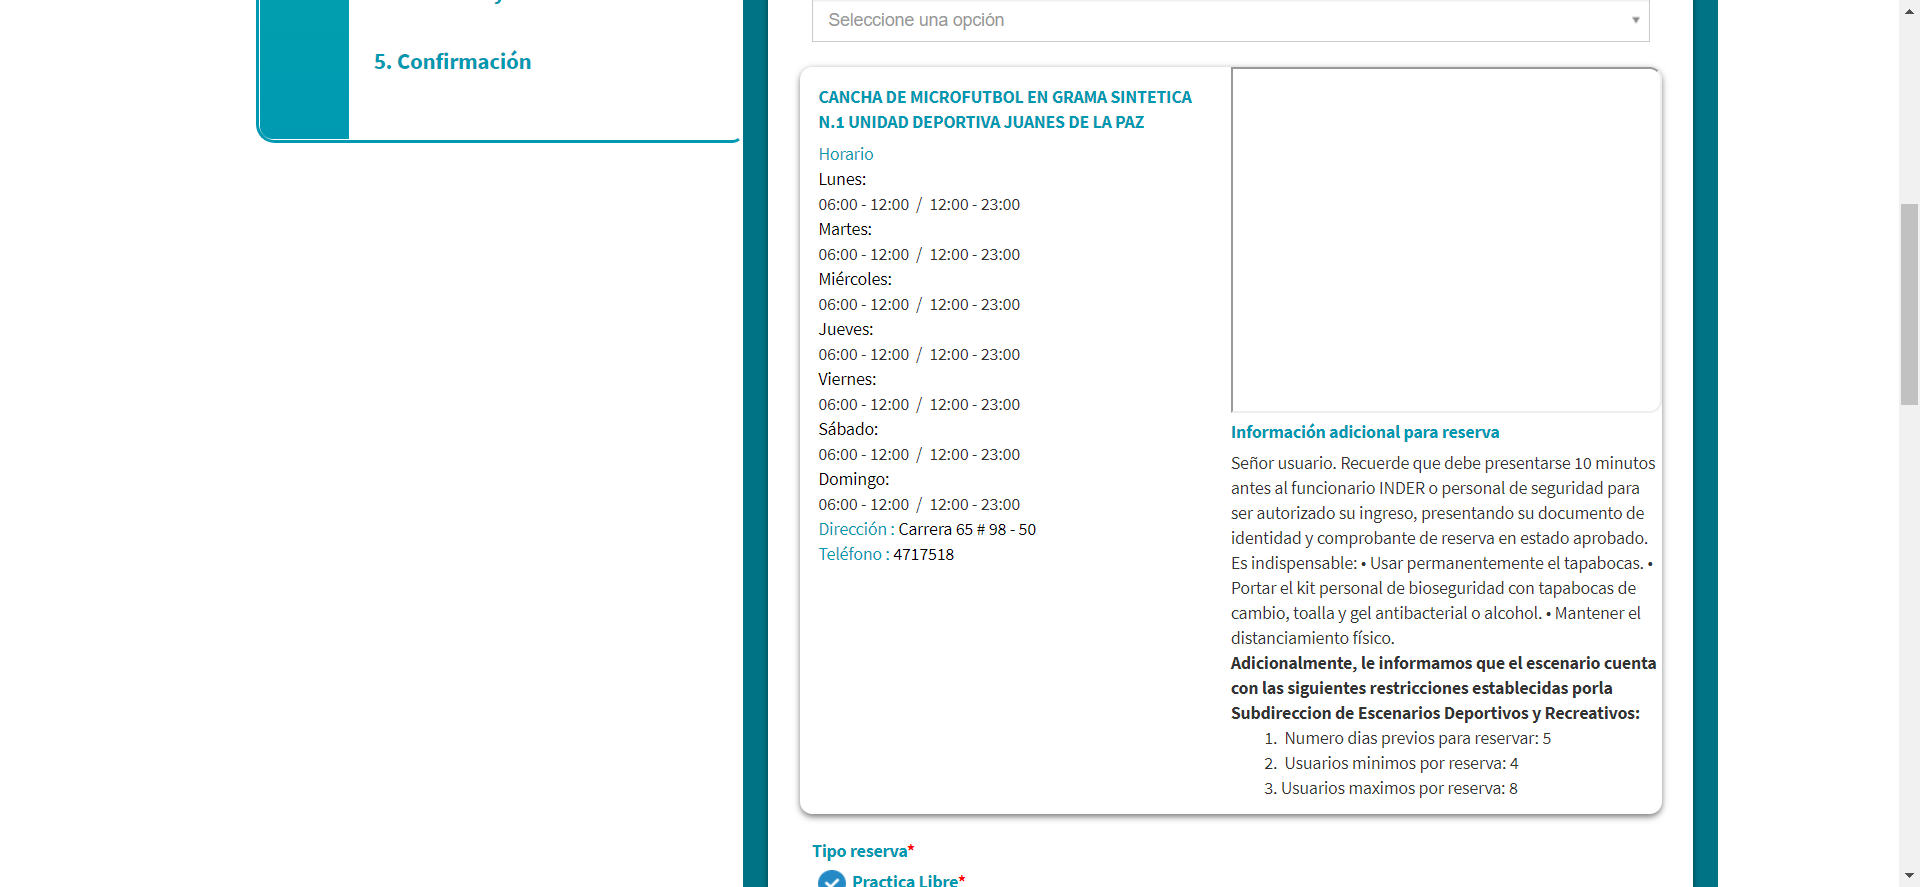 5. Confirmación
Seleccione una opción
CANCHA DE MICROFUTBOL EN GRAMA SINTETICA
N.1 UNIDAD DEPORTIVA JUANES DE LA PAZ
Horario
Lunes:
06:00 - 12:00 / 12:00 - 23:00
Martes:
06:00 - 12:00 / 12:00 - 23:00
Miércoles:
06:00 - 12:00 / 12:00 - 23:00
Jueves:
06:00 - 12:00 / 12:00 - 23:00
Viernes:
06:00 - 12:00 / 12:00 - 23:00
Sábado:
06:00 - 12:00 / 12:00 - 23:00
Domingo:
06:00 - 12:00 / 12:00 - 23:00
Dirección : Carrera 65 # 98 - 50
Teléfono : 4717518
Información adicional para reserva
Señor usuario. Recuerde que debe presentarse 10 minutos
antes al funcionario INDER o personal de seguridad para
ser autorizado su ingreso, presentando su documento de
identidad y comprobante de reserva en estado aprobado.
Es indispensable: • Usar permanentemente el tapabocas. •
Portar el kit personal de bioseguridad con tapabocas de
cambio, toalla y gel antibacterial o alcohol. • Mantener el
distanciamiento físico.
Adicionalmente, le informamos que el escenario cuenta
con las siguientes restricciones establecidas porla
Subdireccion de Escenarios Deportivos y Recreativos:
1. Numero dias previos para reservar: 5
2. Usuarios minimos por reserva: 4
3. Usuarios maximos por reserva: 8
Tipo reserva*
Practica Libre*